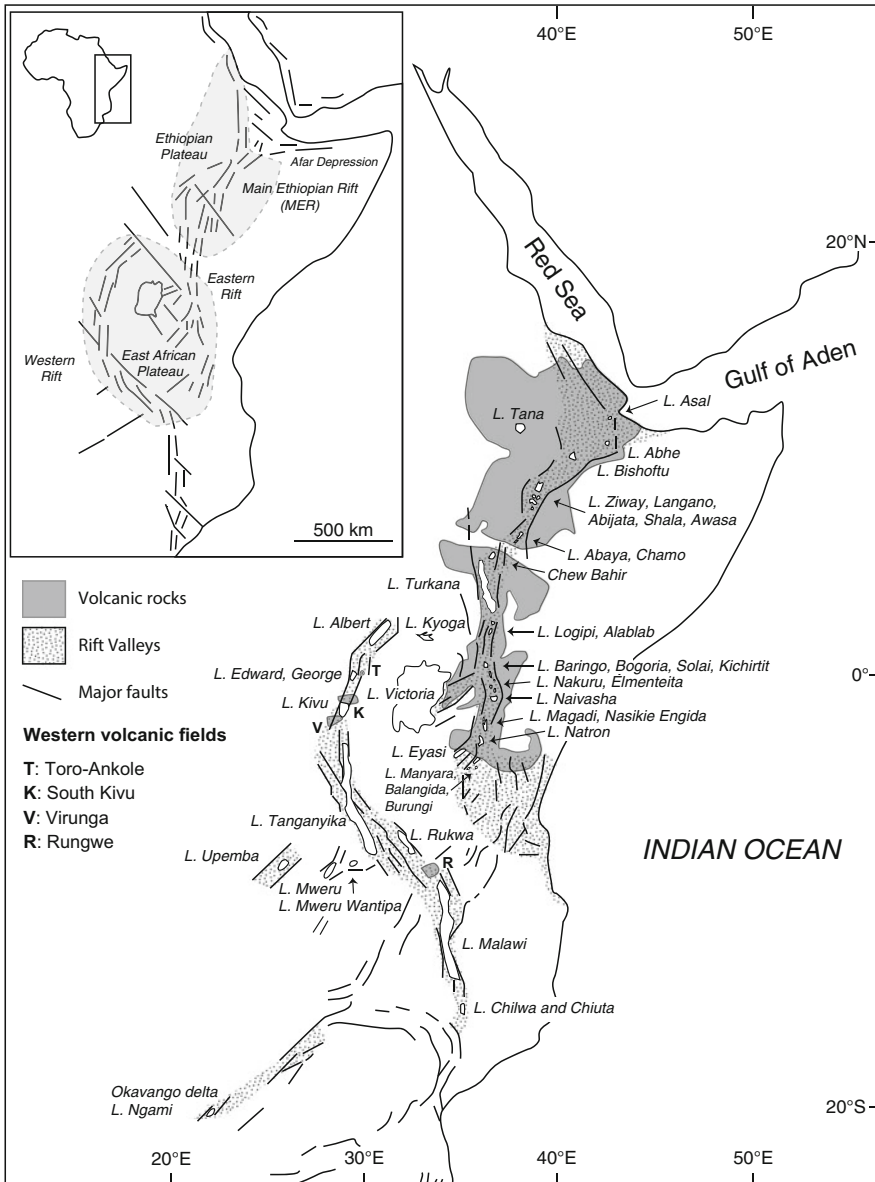 40°E
50°E
Ethiopian
Plateau
Afar Depression
Main Ethiopian Rift
(MER)
Eastern
Rift
Western
Rift
East African
Plateau
500 km
20°N
Red Sea
Gulf of Aden
L. Asal
L. Tana
L. Abhe
L. Bishoftu
L. Ziway, Langano,
Abijata, Shala, Awasa
L. Abaya, Chamo
Chew Bahir
L. Turkana
Volcanic rocks
Rift Valleys
Major faults
Western volcanic fields
T: Toro-Ankole
K: South Kivu
V: Virunga
R: Rungwe
L. Albert
L. Kyoga
L. Logipi, Alablab
L. Edward, George
T
L. Baringo, Bogoria, Solai, Kichirtit
0°
L. Nakuru, Elmenteita
L. Kivu
K
L. Victoria
L. Naivasha
V
L. Magadi, Nasikie Engida
L. Natron
L. Eyasi
L. Manyara,
Balangida,
Burungi
L. Tanganyika
L. Rukwa
INDIAN OCEAN
L. Upemba
R
L. Mweru
L. Mweru Wantipa
L. Malawi
L. Chilwa and Chiuta
Okavango delta
L. Ngami
20°S
20°E
30°E
40°E
50°E